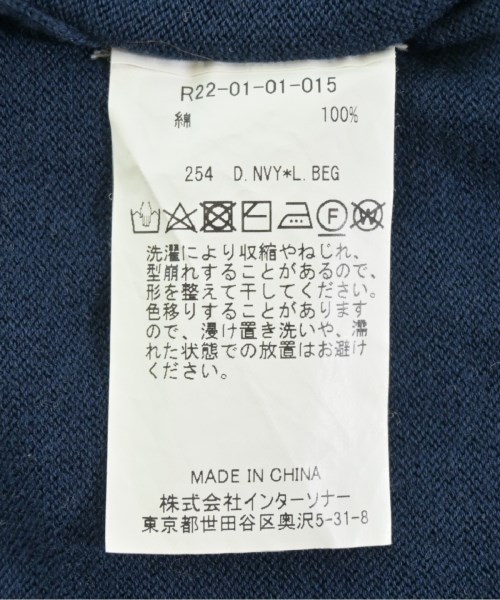 R22-01-01-015
綿 100%
254 D.NVY*L.BEG
F W
洗濯により収縮やねじれ、
型崩れすることがあるので、
形を整えて干してください。
色移りすることがあります
ので、浸け置き洗いや、濡
れた状態での放置はお避け
ください。
MADE IN CHINA
株式会社インターソナー
東京都世田谷区奥沢5-31-8